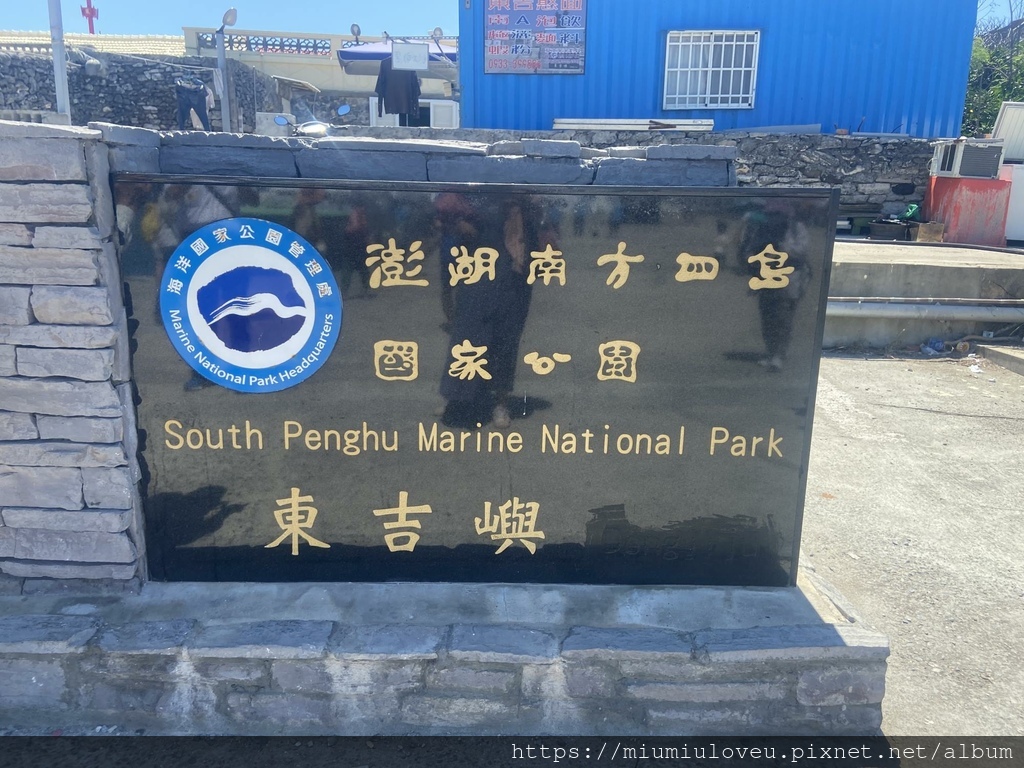 海洋國家公園管理處
Marine National Park Headquarters
澎湖南方四島
國家公園
South Penghu Marine National Park
東吉嶼
https://miumiuloveu.pixnet.net/album